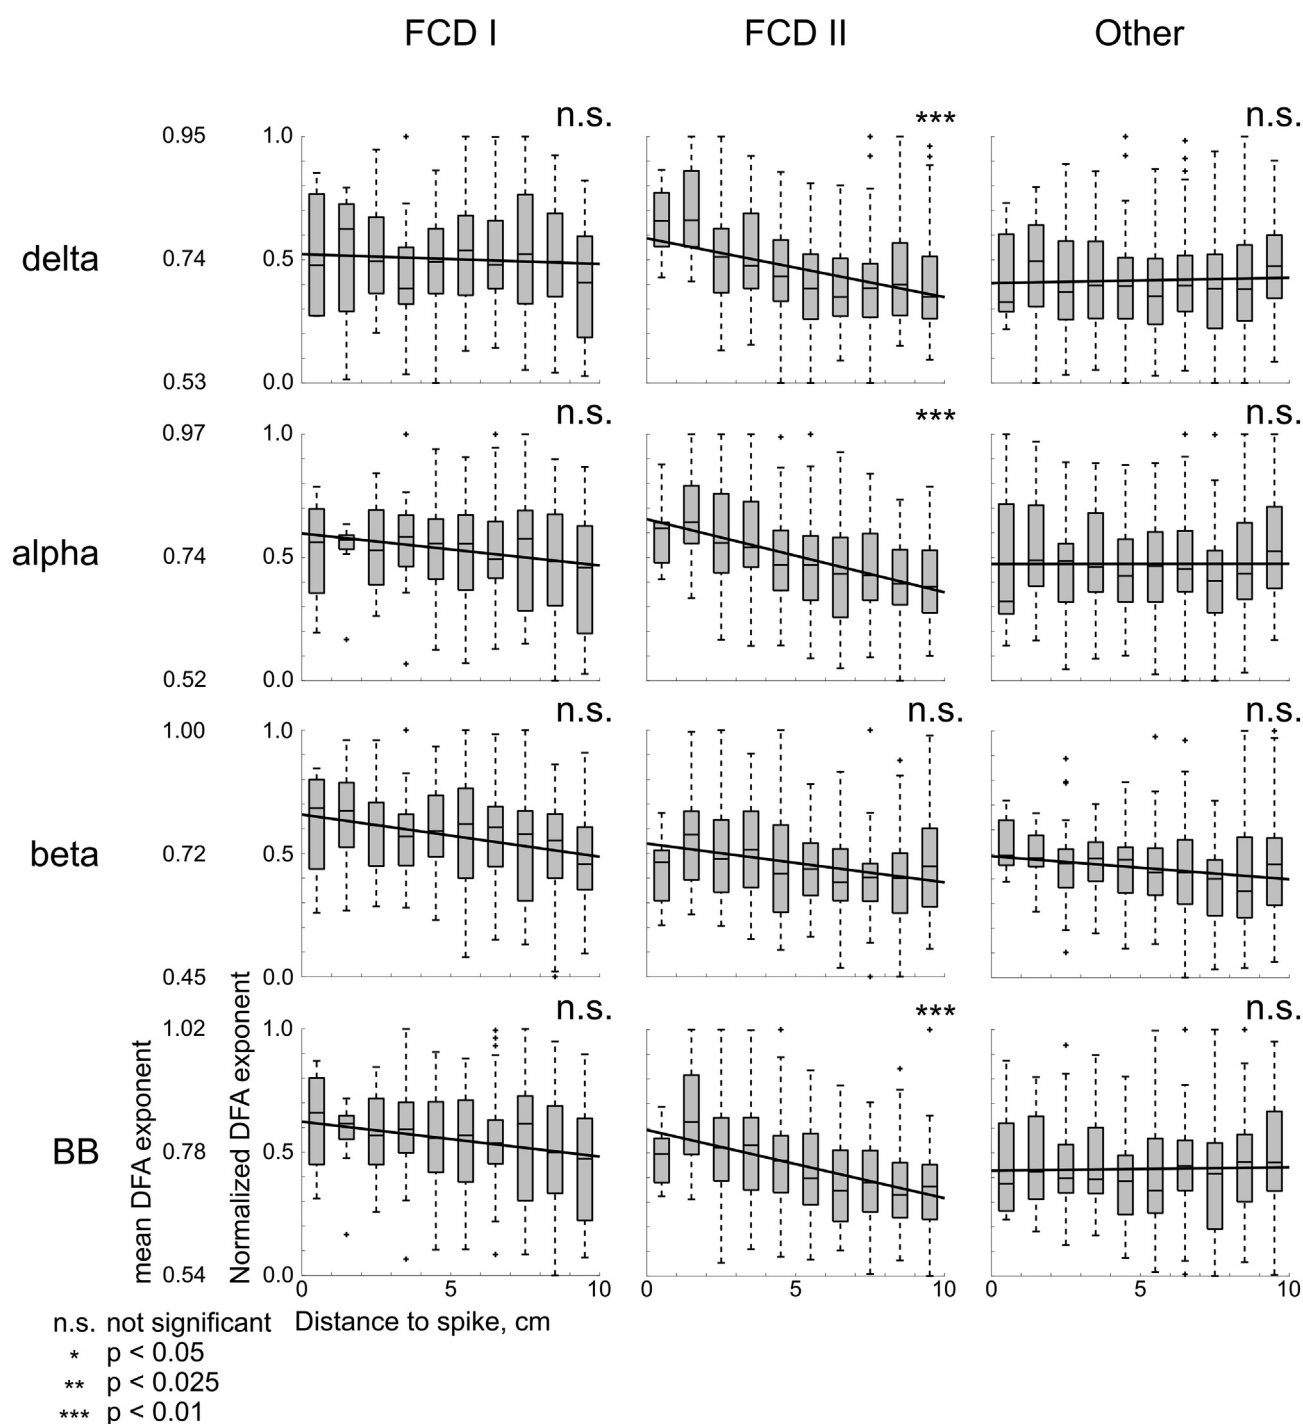 FCD I FCD II Other
n.s. *** n.s.
0.95 1.0
delta 0.74 0.5
0.53 0.0
n.s. *** n.s.
0.97 1.0
alpha 0.74 0.5
0.52 0.0
n.s. n.s. n.s.
1.00 1.0
beta 0.72 0.5
0.45 0.0
n.s. *** n.s.
1.02 1.0
BB 0.78 0.5
0.54 0.0
mean DFA exponent
Normalized DFA exponent
0 5 10 0 5 10 0 5 10
Distance to spike, cm
n.s. not significant
* p < 0.05
** p < 0.025
*** p < 0.01